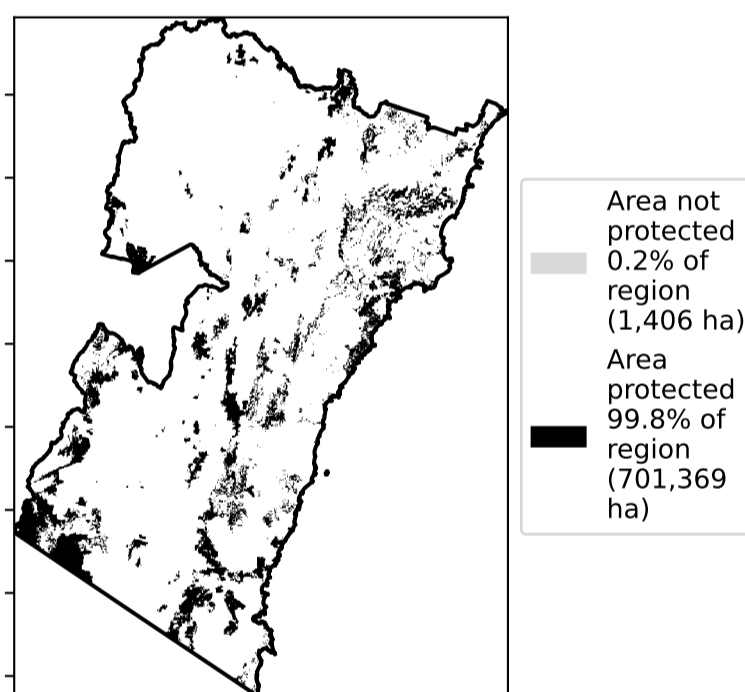 Area not
protected
0.2% of
region
(1,406 ha)
Area
protected
99.8% of
region
(701,369
ha)